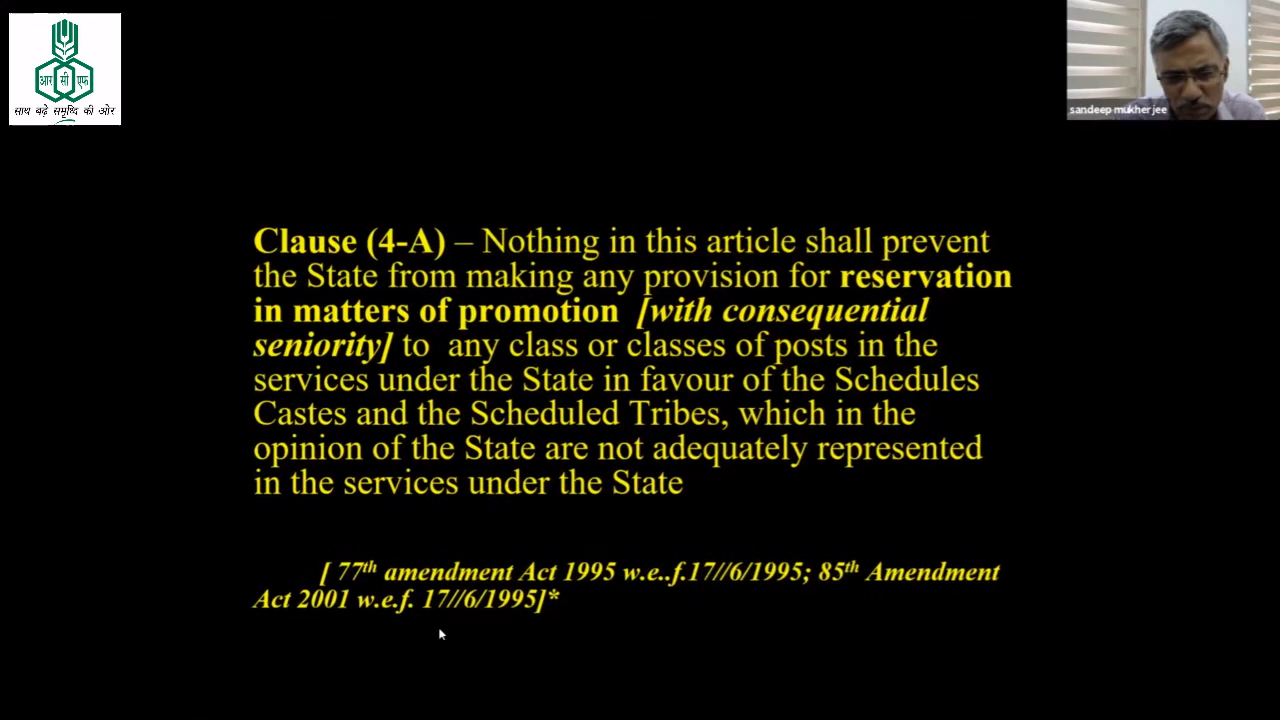 आर सी एफ
साथ बढ़े समृध्दि की ओर
sandeep mukherjee
Clause (4-A) – Nothing in this article shall prevent
the State from making any provision for reservation
in matters of promotion [with consequential
seniority] to any class or classes of posts in the
services under the State in favour of the Schedules
Castes and the Scheduled Tribes, which in the
opinion of the State are not adequately represented
in the services under the State
[ 77th amendment Act 1995 w.e..f.17//6/1995; 85th Amendment
Act 2001 w.e.f. 17//6/1995]*